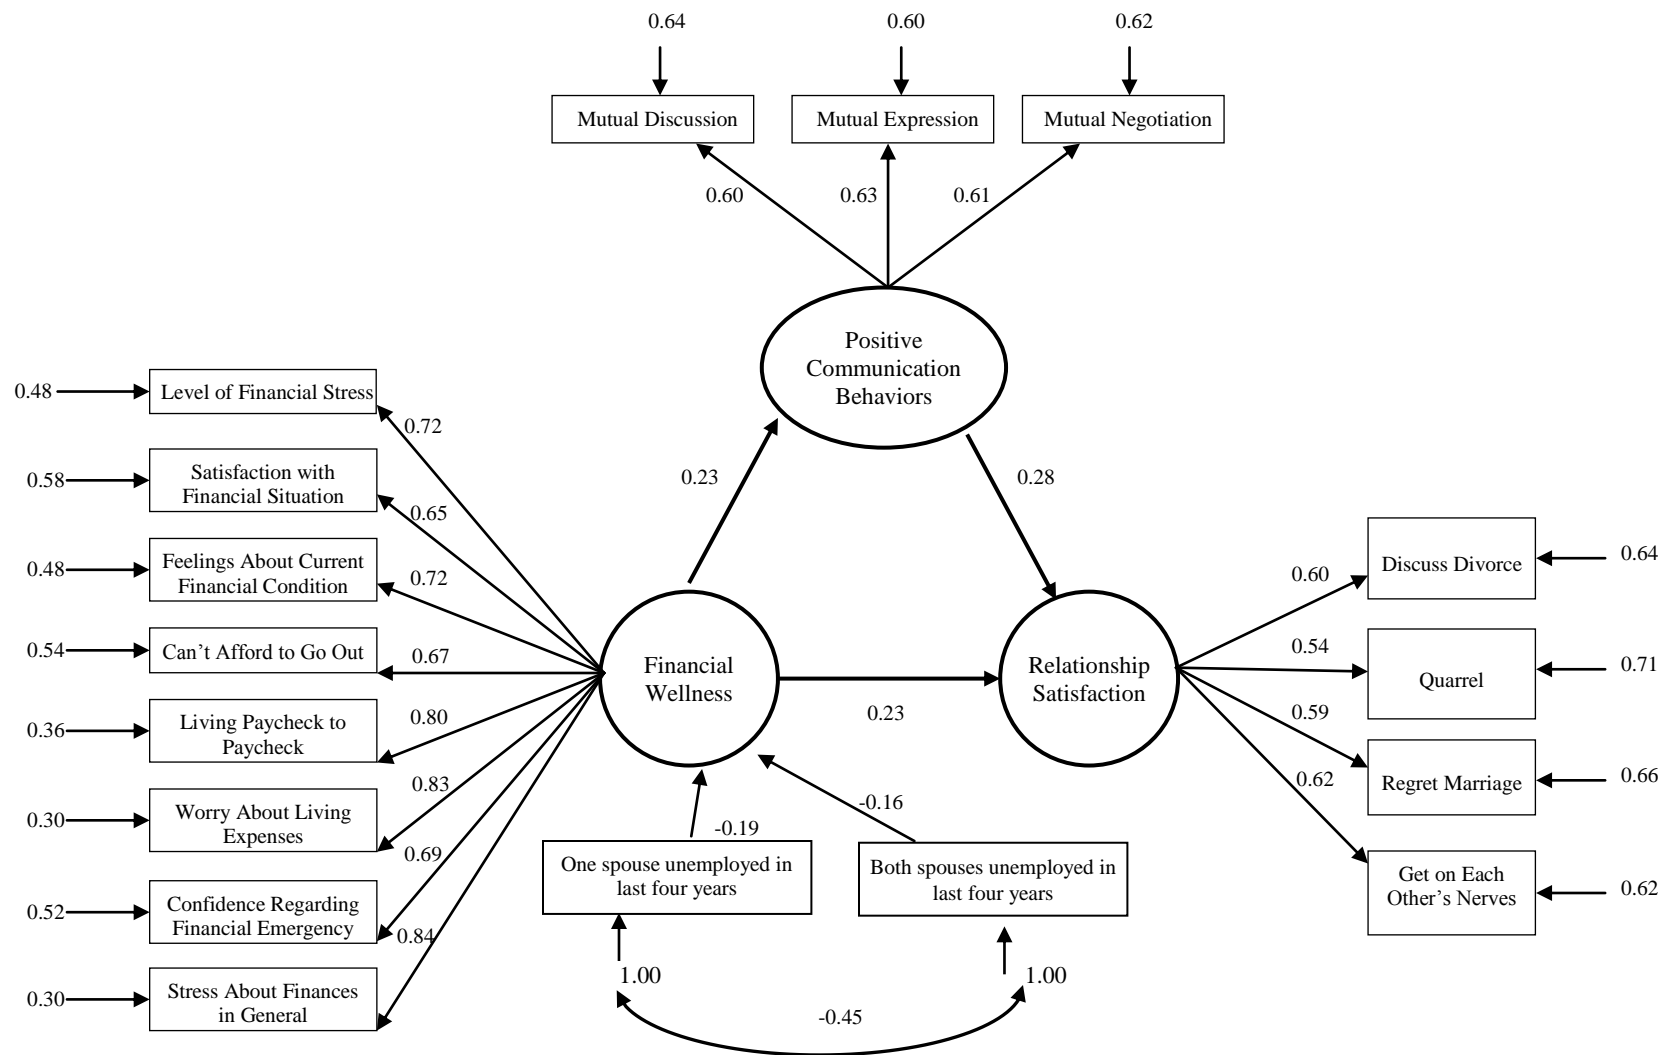 0.64
0.60
0.62
Mutual Discussion
Mutual Expression
Mutual Negotiation
0.60
0.63
0.61
Positive
Communication
Behaviors
0.48
Level of Financial Stress
0.72
0.58
Satisfaction with
Financial Situation
0.65
0.48
Feelings About Current
Financial Condition
0.72
0.54
Can't Afford to Go Out
0.67
0.36
Living Paycheck to
Paycheck
0.80
0.30
Worry About Living
Expenses
0.83
0.52
Confidence Regarding
Financial Emergency
0.69
0.30
Stress About Finances
in General
0.84
0.23
0.28
Financial
Wellness
0.23
Relationship
Satisfaction
-0.19
-0.16
One spouse unemployed in
last four years
Both spouses unemployed in
last four years
1.00
1.00
-0.45
0.60
Discuss Divorce
0.64
0.54
Quarrel
0.71
0.59
Regret Marriage
0.66
0.62
Get on Each
Other's Nerves
0.62